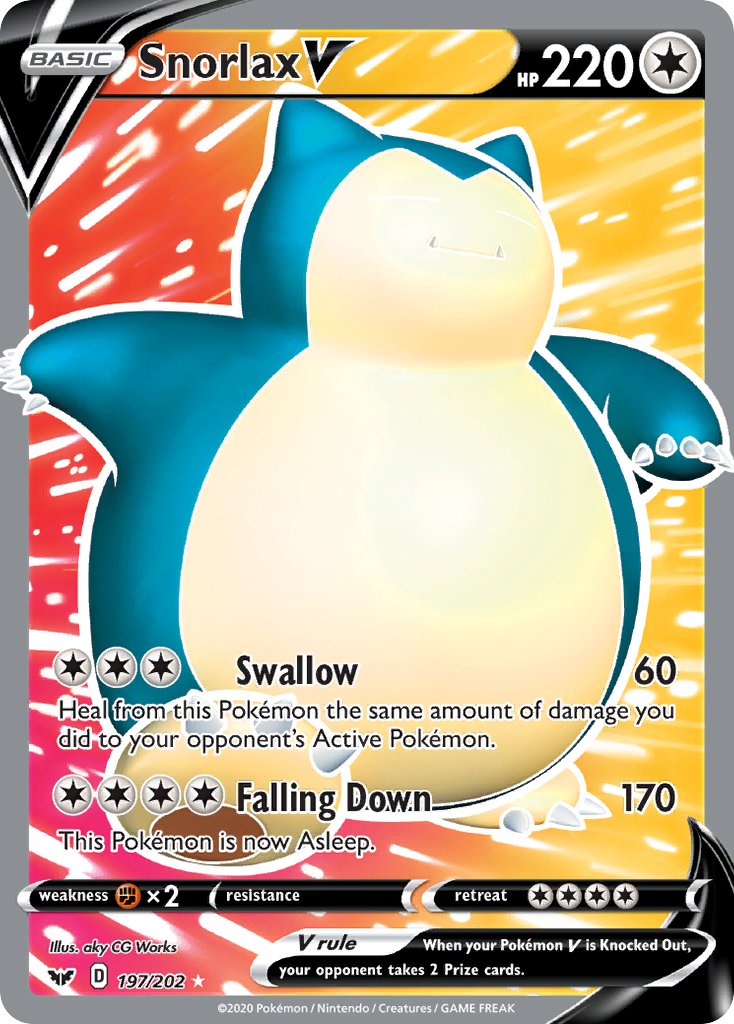 BASIC Snorlax V HP 220
Swallow 60
Heal from this Pokémon the same amount of damage you
did to your opponent's Active Pokémon.
Falling Down 170
This Pokémon is now Asleep.
weakness ×2 resistance retreat
Illus. aky CG Works
V rule When your Pokémon V is Knocked Out,
your opponent takes 2 Prize cards.
D 197/202
©2020 Pokémon / Nintendo / Creatures / GAME FREAK